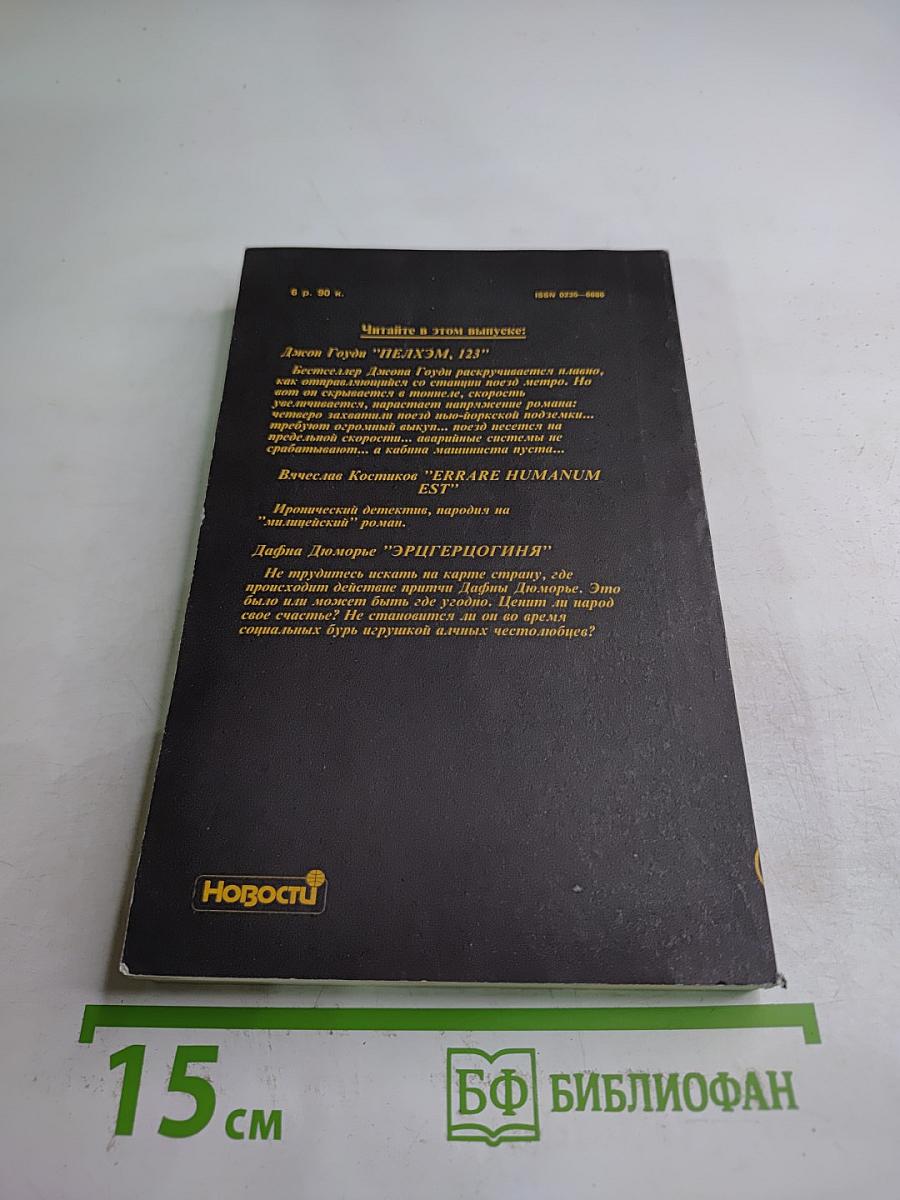 6 р. 90 к.
ISSN 0235—6686
Читайте в этом выпуске:
Джон Гоуди "ПЕЛХЭМ, 123"
Бестселлер Джона Гоуди раскручивается плавно,
как отправляющийся со станции поезд метро. Но
вот он скрывается в тоннеле, скорость
увеличивается, нарастает напряжение романа:
четверо захватили поезд нью-йоркской подземки...
требуют огромный выкуп... поезд несется на
предельной скорости... аварийные системы не
срабатывают... а кабина машиниста пуста...
Вячеслав Костиков "ERRARE HUMANUM
EST"
Иронический детектив, пародия на
"милицейский" роман.
Дафна Дюморье "ЭРЦГЕРЦОГИНЯ"
Не трудитесь искать на карте страну, где
происходит действие притчи Дафны Дюморье. Это
было или может быть где угодно. Ценит ли народ
свое счастье? Не становится ли он во время
социальных бурь игрушкой алчных честолюбцев?
Новости
15 см
БФ БИБЛИОФАН